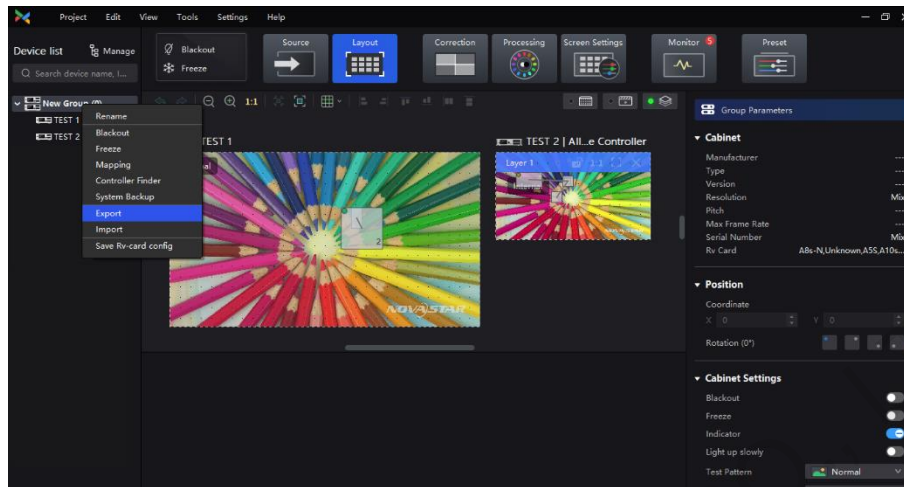 Project Edit View Tools Settings Help
Device list Manage
Search device name, I...
Blackout
Freeze
Source
Layout
Correction
Processing
Screen Settings
Monitor 5
Preset
1:1
New Group
TEST 1
TEST 2
Rename
Blackout
Freeze
Mapping
Controller Finder
System Backup
Export
Import
Save Rv-card config
TEST 1
2
NOVASTAR
TEST 2 | All...e Controller
Layer 1 1:1
Internal
Group Parameters
Cabinet
Manufacturer ---
Type ---
Version ---
Resolution Mix
Pitch ---
Max Frame Rate ---
Serial Number Mix
Rv Card A8s-N,Unknown,A5S,A10s...
Position
Coordinate
X 0 Y 0
Rotation (0°)
Cabinet Settings
Blackout
Freeze
Indicator
Light up slowly
Test Pattern Normal